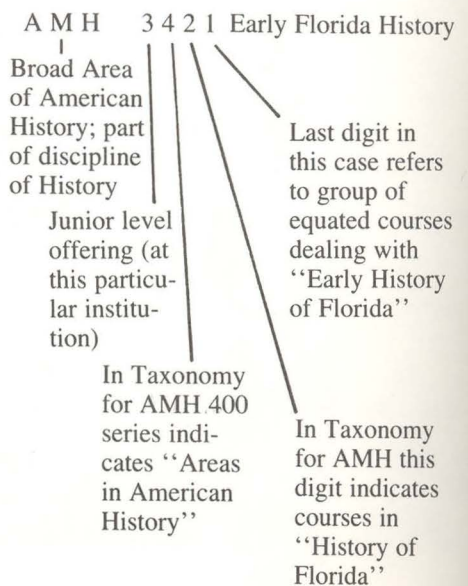 A M H 3 4 2 1 Early Florida History
Broad Area
of American
History; part
of discipline
of History
Junior level
offering (at
this particu-
lar institu-
tion)
In Taxonomy
for AMH 400
series indi-
cates “Areas
in American
History”
In Taxonomy
for AMH this
digit indicates
courses in
“History of
Florida”
Last digit in
this case refers
to group of
equated courses
dealing with
“Early History
of Florida”